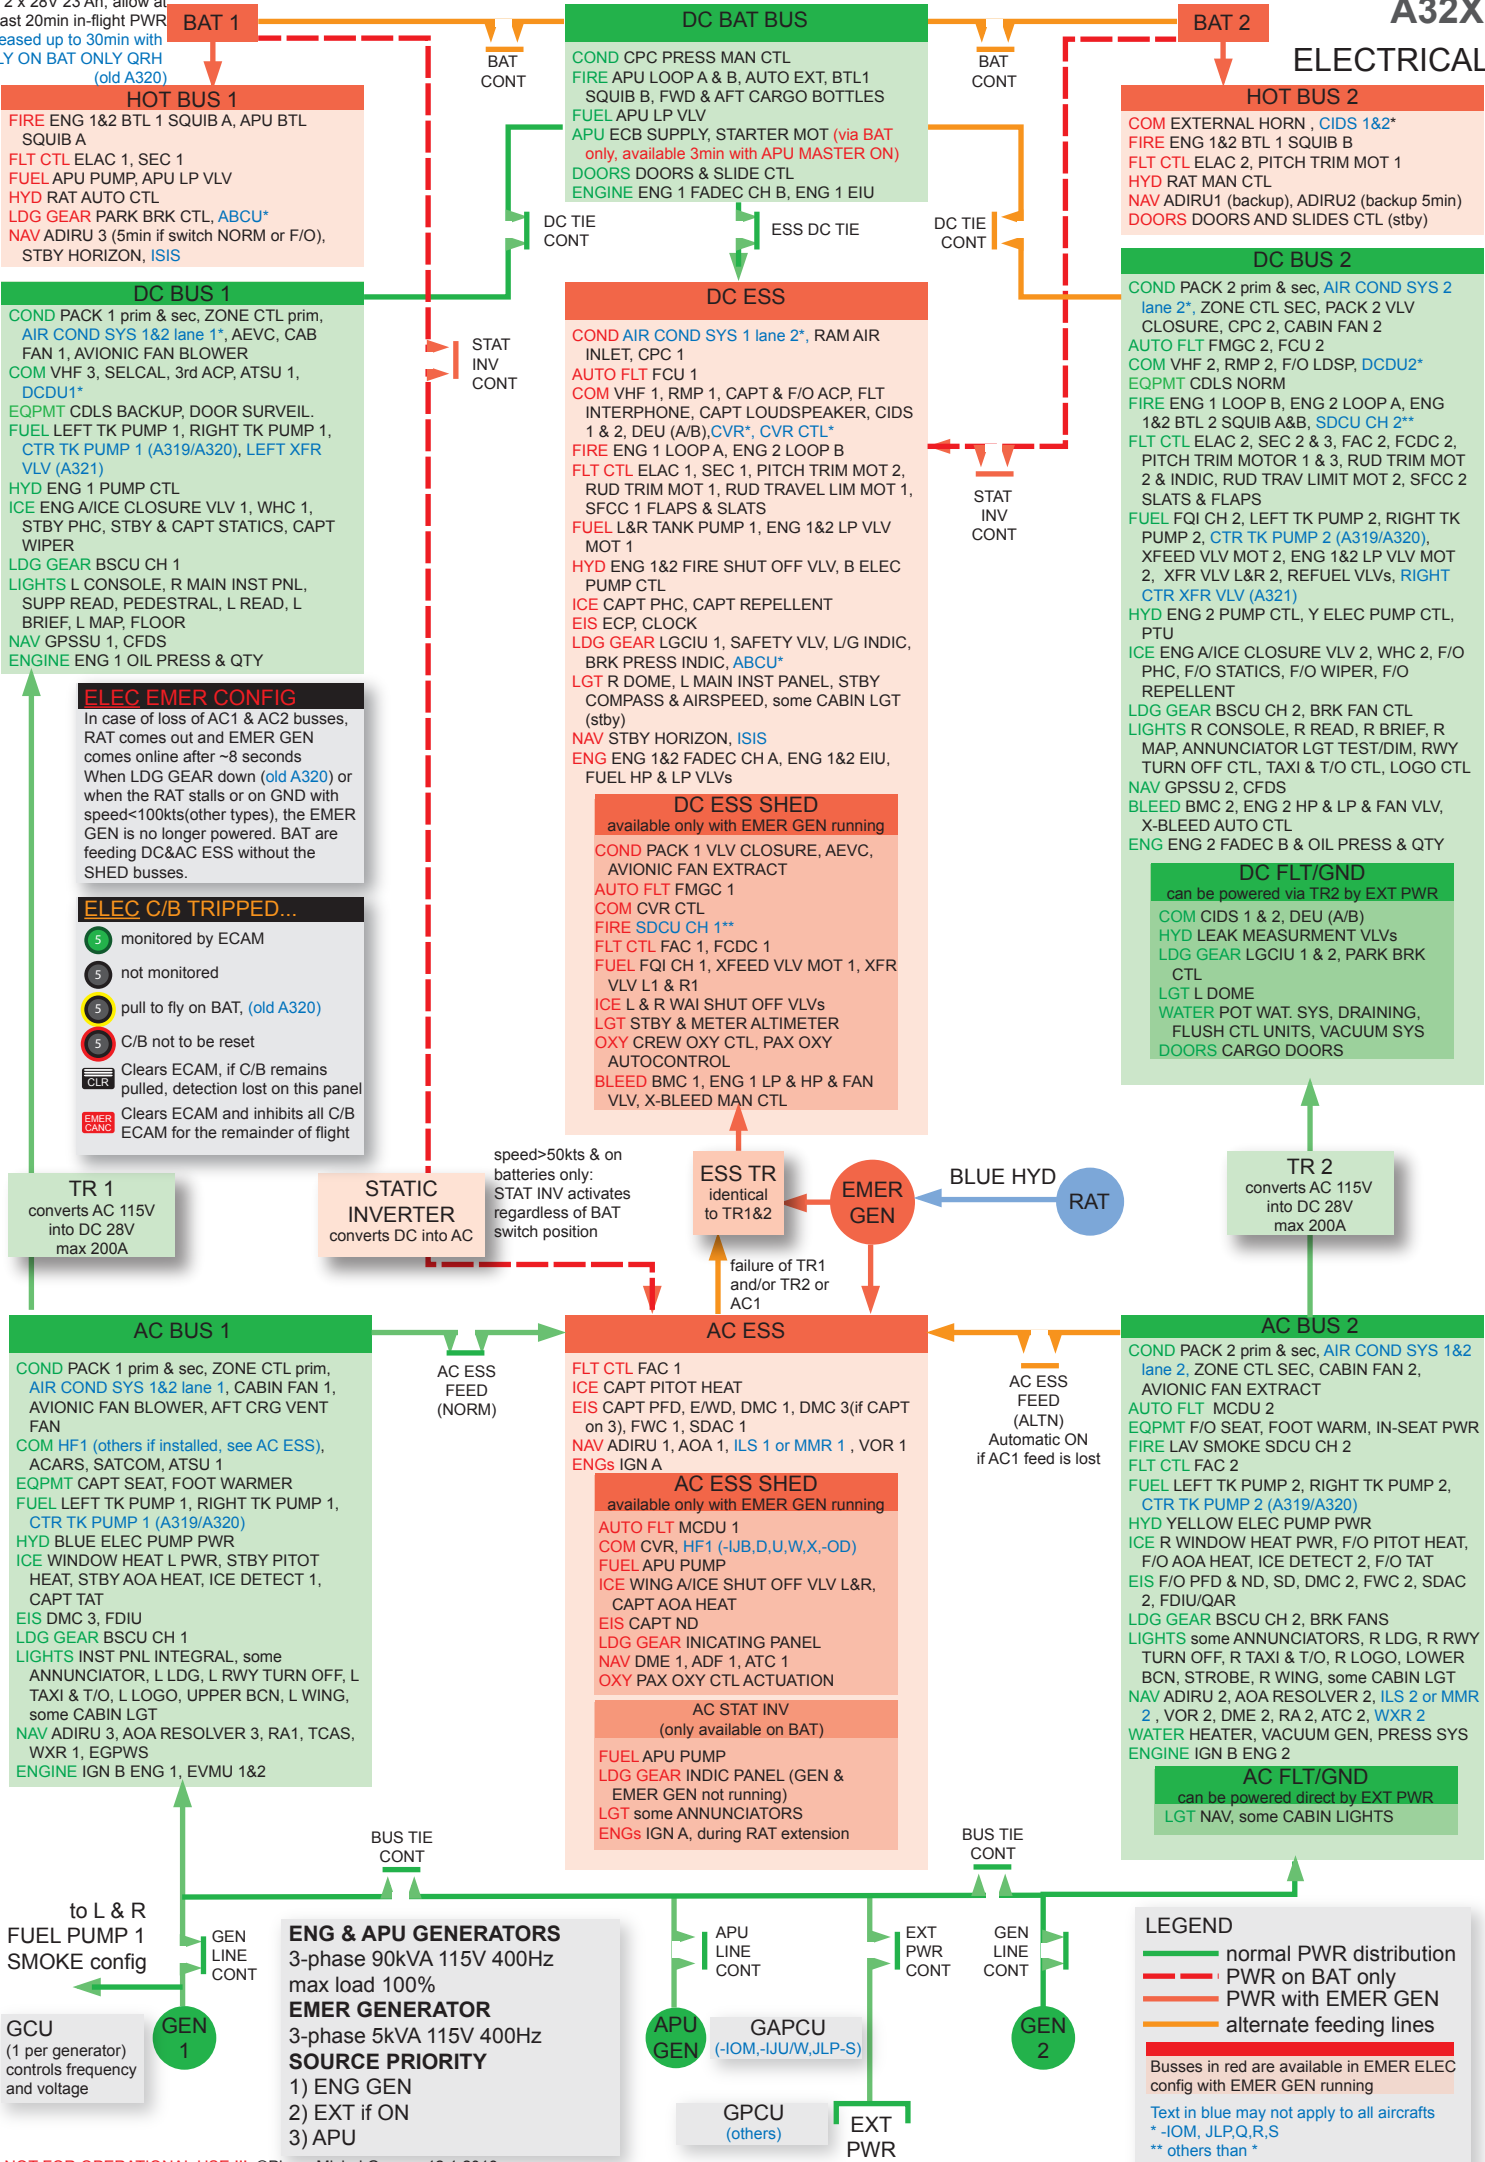 2 x 28V 23 Ah, allow at
ast 20min in-flight PWR
eased up to 30min with
LY ON BAT ONLY QRH
(old A320)
BAT 1
BAT CONT
DC BAT BUS
COND CPC PRESS MAN CTL
FIRE APU LOOP A & B, AUTO EXT, BTL1
SQUIB B, FWD & AFT CARGO BOTTLES
FUEL APU LP VLV
APU ECB SUPPLY, STARTER MOT (via BAT
only, available 3min with APU MASTER ON)
DOORS DOORS & SLIDE CTL
ENGINE ENG 1 FADEC CH B, ENG 1 EIU
BAT CONT
BAT 2
A32X
ELECTRICAL
HOT BUS 1
FIRE ENG 1&2 BTL 1 SQUIB A, APU BTL
SQUIB A
FLT CTL ELAC 1, SEC 1
FUEL APU PUMP, APU LP VLV
HYD RAT AUTO CTL
LDG GEAR PARK BRK CTL, ABCU*
NAV ADIRU 3 (5min if switch NORM or F/O),
STBY HORIZON, ISIS
HOT BUS 2
COM EXTERNAL HORN , CIDS 1&2*
FIRE ENG 1&2 BTL 1 SQUIB B
FLT CTL ELAC 2, PITCH TRIM MOT 1
HYD RAT MAN CTL
NAV ADIRU1 (backup), ADIRU2 (backup 5min)
DOORS DOORS AND SLIDES CTL (stby)
DC TIE
CONT
ESS DC TIE
DC TIE
CONT
DC BUS 1
COND PACK 1 prim & sec, ZONE CTL prim,
AIR COND SYS 1&2 lane 1*, AEVC, CAB
FAN 1, AVIONIC FAN BLOWER
COM VHF 3, SELCAL, 3rd ACP, ATSU 1,
DCDU1*
EQPMT CDLS BACKUP, DOOR SURVEIL.
FUEL LEFT TK PUMP 1, RIGHT TK PUMP 1,
CTR TK PUMP 1 (A319/A320), LEFT XFR
VLV (A321)
HYD ENG 1 PUMP CTL
ICE ENG A/ICE CLOSURE VLV 1, WHC 1,
STBY PHC, STBY & CAPT STATICS, CAPT
WIPER
LDG GEAR BSCU CH 1
LIGHTS L CONSOLE, R MAIN INST PNL,
SUPP READ, PEDESTRAL, L READ, L
BRIEF, L MAP, FLOOR
NAV GPSSU 1, CFDS
ENGINE ENG 1 OIL PRESS & QTY
STAT
INV
CONT
DC ESS
COND AIR COND SYS 1 lane 2*, RAM AIR
INLET, CPC 1
AUTO FLT FCU 1
COM VHF 1, RMP 1, CAPT & F/O ACP, FLT
INTERPHONE, CAPT LOUDSPEAKER, CIDS
1 & 2, DEU (A/B),CVR*, CVR CTL*
FIRE ENG 1 LOOP A, ENG 2 LOOP B
FLT CTL ELAC 1, SEC 1, PITCH TRIM MOT 2,
RUD TRIM MOT 1, RUD TRAVEL LIM MOT 1,
SFCC 1 FLAPS & SLATS
FUEL L&R TANK PUMP 1, ENG 1&2 LP VLV
MOT 1
HYD ENG 1&2 FIRE SHUT OFF VLV, B ELEC
PUMP CTL
ICE CAPT PHC, CAPT REPELLENT
EIS ECP, CLOCK
LDG GEAR LGCIU 1, SAFETY VLV, L/G INDIC,
BRK PRESS INDIC, ABCU*
LGT R DOME, L MAIN INST PANEL, STBY
COMPASS & AIRSPEED, some CABIN LGT
(stby)
NAV STBY HORIZON, ISIS
ENG ENG 1&2 FADEC CH A, ENG 1&2 EIU,
FUEL HP & LP VLVs
DC ESS SHED
available only with EMER GEN running
COND PACK 1 VLV CLOSURE, AEVC,
AVIONIC FAN EXTRACT
AUTO FLT FMGC 1
COM CVR CTL
FIRE SDCU CH 1**
FLT CTL FAC 1, FCDC 1
FUEL FQI CH 1, XFEED VLV MOT 1, XFR
VLV L1 & R1
ICE L & R WAI SHUT OFF VLVs
LGT STBY & METER ALTIMETER
OXY CREW OXY CTL, PAX OXY
AUTOCONTROL
BLEED BMC 1, ENG 1 LP & HP & FAN
VLV, X-BLEED MAN CTL
STAT
INV
CONT
DC BUS 2
COND PACK 2 prim & sec, AIR COND SYS 2
lane 2*, ZONE CTL SEC, PACK 2 VLV
CLOSURE, CPC 2, CABIN FAN 2
AUTO FLT FMGC 2, FCU 2
COM VHF 2, RMP 2, F/O LDSP, DCDU2*
EQPMT CDLS NORM
FIRE ENG 1 LOOP B, ENG 2 LOOP A, ENG
1&2 BTL 2 SQUIB A&B, SDCU CH 2**
FLT CTL ELAC 2, SEC 2 & 3, FAC 2, FCDC 2,
PITCH TRIM MOTOR 1 & 3, RUD TRIM MOT
2 & INDIC, RUD TRAV LIMIT MOT 2, SFCC 2
SLATS & FLAPS
FUEL FQI CH 2, LEFT TK PUMP 2, RIGHT TK
PUMP 2, CTR TK PUMP 2 (A319/A320),
XFEED VLV MOT 2, ENG 1&2 LP VLV MOT
2, XFR VLV L&R 2, REFUEL VLVs, RIGHT
CTR XFR VLV (A321)
HYD ENG 2 PUMP CTL, Y ELEC PUMP CTL,
PTU
ICE ENG A/ICE CLOSURE VLV 2, WHC 2, F/O
PHC, F/O STATICS, F/O WIPER, F/O
REPELLENT
LDG GEAR BSCU CH 2, BRK FAN CTL
LIGHTS R CONSOLE, R READ, R BRIEF, R
MAP, ANNUNCIATOR LGT TEST/DIM, RWY
TURN OFF CTL, TAXI & T/O CTL, LOGO CTL
NAV GPSSU 2, CFDS
BLEED BMC 2, ENG 2 HP & LP & FAN VLV,
X-BLEED AUTO CTL
ENG ENG 2 FADEC B & OIL PRESS & QTY
DC FLT/GND
can be powered via TR2 by EXT PWR
COM CIDS 1 & 2, DEU (A/B)
HYD LEAK MEASURMENT VLVs
LDG GEAR LGCIU 1 & 2, PARK BRK
CTL
LGT L DOME
WATER POT WAT. SYS, DRAINING,
FLUSH CTL UNITS, VACUUM SYS
DOORS CARGO DOORS
ELEC EMER CONFIG
In case of loss of AC1 & AC2 busses,
RAT comes out and EMER GEN
comes online after ~8 seconds
When LDG GEAR down (old A320) or
when the RAT stalls or on GND with
speed<100kts(other types), the EMER
GEN is no longer powered. BAT are
feeding DC&AC ESS without the
SHED busses.
ELEC C/B TRIPPED...
5 monitored by ECAM
5 not monitored
5 pull to fly on BAT, (old A320)
5 C/B not to be reset
CLR Clears ECAM, if C/B remains
pulled, detection lost on this panel
EMER CANC Clears ECAM and inhibits all C/B
ECAM for the remainder of flight
TR 1
converts AC 115V
into DC 28V
max 200A
STATIC
INVERTER
converts DC into AC
speed>50kts & on
batteries only:
STAT INV activates
regardless of BAT
switch position
ESS TR
identical
to TR1&2
EMER
GEN
BLUE HYD
RAT
TR 2
converts AC 115V
into DC 28V
max 200A
failure of TR1
and/or TR2 or
AC1
AC BUS 1
COND PACK 1 prim & sec, ZONE CTL prim,
AIR COND SYS 1&2 lane 1, CABIN FAN 1,
AVIONIC FAN BLOWER, AFT CRG VENT
FAN
COM HF1 (others if installed, see AC ESS),
ACARS, SATCOM, ATSU 1
EQPMT CAPT SEAT, FOOT WARMER
FUEL LEFT TK PUMP 1, RIGHT TK PUMP 1,
CTR TK PUMP 1 (A319/A320)
HYD BLUE ELEC PUMP PWR
ICE WINDOW HEAT L PWR, STBY PITOT
HEAT, STBY AOA HEAT, ICE DETECT 1,
CAPT TAT
EIS DMC 3, FDIU
LDG GEAR BSCU CH 1
LIGHTS INST PNL INTEGRAL, some
ANNUNCIATOR, L LDG, L RWY TURN OFF, L
TAXI & T/O, L LOGO, UPPER BCN, L WING,
some CABIN LGT
NAV ADIRU 3, AOA RESOLVER 3, RA1, TCAS,
WXR 1, EGPWS
ENGINE IGN B ENG 1, EVMU 1&2
AC ESS
FEED
(NORM)
AC ESS
FLT CTL FAC 1
ICE CAPT PITOT HEAT
EIS CAPT PFD, E/WD, DMC 1, DMC 3(if CAPT
on 3), FWC 1, SDAC 1
NAV ADIRU 1, AOA 1, ILS 1 or MMR 1 , VOR 1
ENGs IGN A
AC ESS SHED
available only with EMER GEN running
AUTO FLT MCDU 1
COM CVR, HF1 (-IJB,D,U,W,X,-OD)
FUEL APU PUMP
ICE WING A/ICE SHUT OFF VLV L&R,
CAPT AOA HEAT
EIS CAPT ND
LDG GEAR INICATING PANEL
NAV DME 1, ADF 1, ATC 1
OXY PAX OXY CTL ACTUATION
AC STAT INV
(only available on BAT)
FUEL APU PUMP
LDG GEAR INDIC PANEL (GEN &
EMER GEN not running)
LGT some ANNUNCIATORS
ENGs IGN A, during RAT extension
AC ESS
FEED
(ALTN)
Automatic ON
if AC1 feed is lost
AC BUS 2
COND PACK 2 prim & sec, AIR COND SYS 1&2
lane 2, ZONE CTL SEC, CABIN FAN 2,
AVIONIC FAN EXTRACT
AUTO FLT MCDU 2
EQPMT F/O SEAT, FOOT WARM, IN-SEAT PWR
FIRE LAV SMOKE SDCU CH 2
FLT CTL FAC 2
FUEL LEFT TK PUMP 2, RIGHT TK PUMP 2,
CTR TK PUMP 2 (A319/A320)
HYD YELLOW ELEC PUMP PWR
ICE R WINDOW HEAT PWR, F/O PITOT HEAT,
F/O AOA HEAT, ICE DETECT 2, F/O TAT
EIS F/O PFD & ND, SD, DMC 2, FWC 2, SDAC
2, FDIU/QAR
LDG GEAR BSCU CH 2, BRK FANS
LIGHTS some ANNUNCIATORS, R LDG, R RWY
TURN OFF, R TAXI & T/O, R LOGO, LOWER
BCN, STROBE, R WING, some CABIN LGT
NAV ADIRU 2, AOA RESOLVER 2, ILS 2 or MMR
2 , VOR 2, DME 2, RA 2, ATC 2, WXR 2
WATER HEATER, VACUUM GEN, PRESS SYS
ENGINE IGN B ENG 2
AC FLT/GND
can be powered direct by EXT PWR
LGT NAV, some CABIN LIGHTS
BUS TIE
CONT
BUS TIE
CONT
to L & R
FUEL PUMP 1
SMOKE config
GEN
LINE
CONT
GCU
(1 per generator)
controls frequency
and voltage
GEN
1
ENG & APU GENERATORS
3-phase 90kVA 115V 400Hz
max load 100%
EMER GENERATOR
3-phase 5kVA 115V 400Hz
SOURCE PRIORITY
1) ENG GEN
2) EXT if ON
3) APU
APU
LINE
CONT
APU
GEN
GAPCU
(-IOM,-IJU/W,JLP-S)
GPCU
(others)
EXT
PWR
CONT
EXT
PWR
GEN
LINE
CONT
GEN
2
LEGEND
normal PWR distribution
PWR on BAT only
PWR with EMER GEN
alternate feeding lines
Busses in red are available in EMER ELEC
config with EMER GEN running
Text in blue may not apply to all aircrafts
* -IOM, JLP,Q,R,S
** others than *